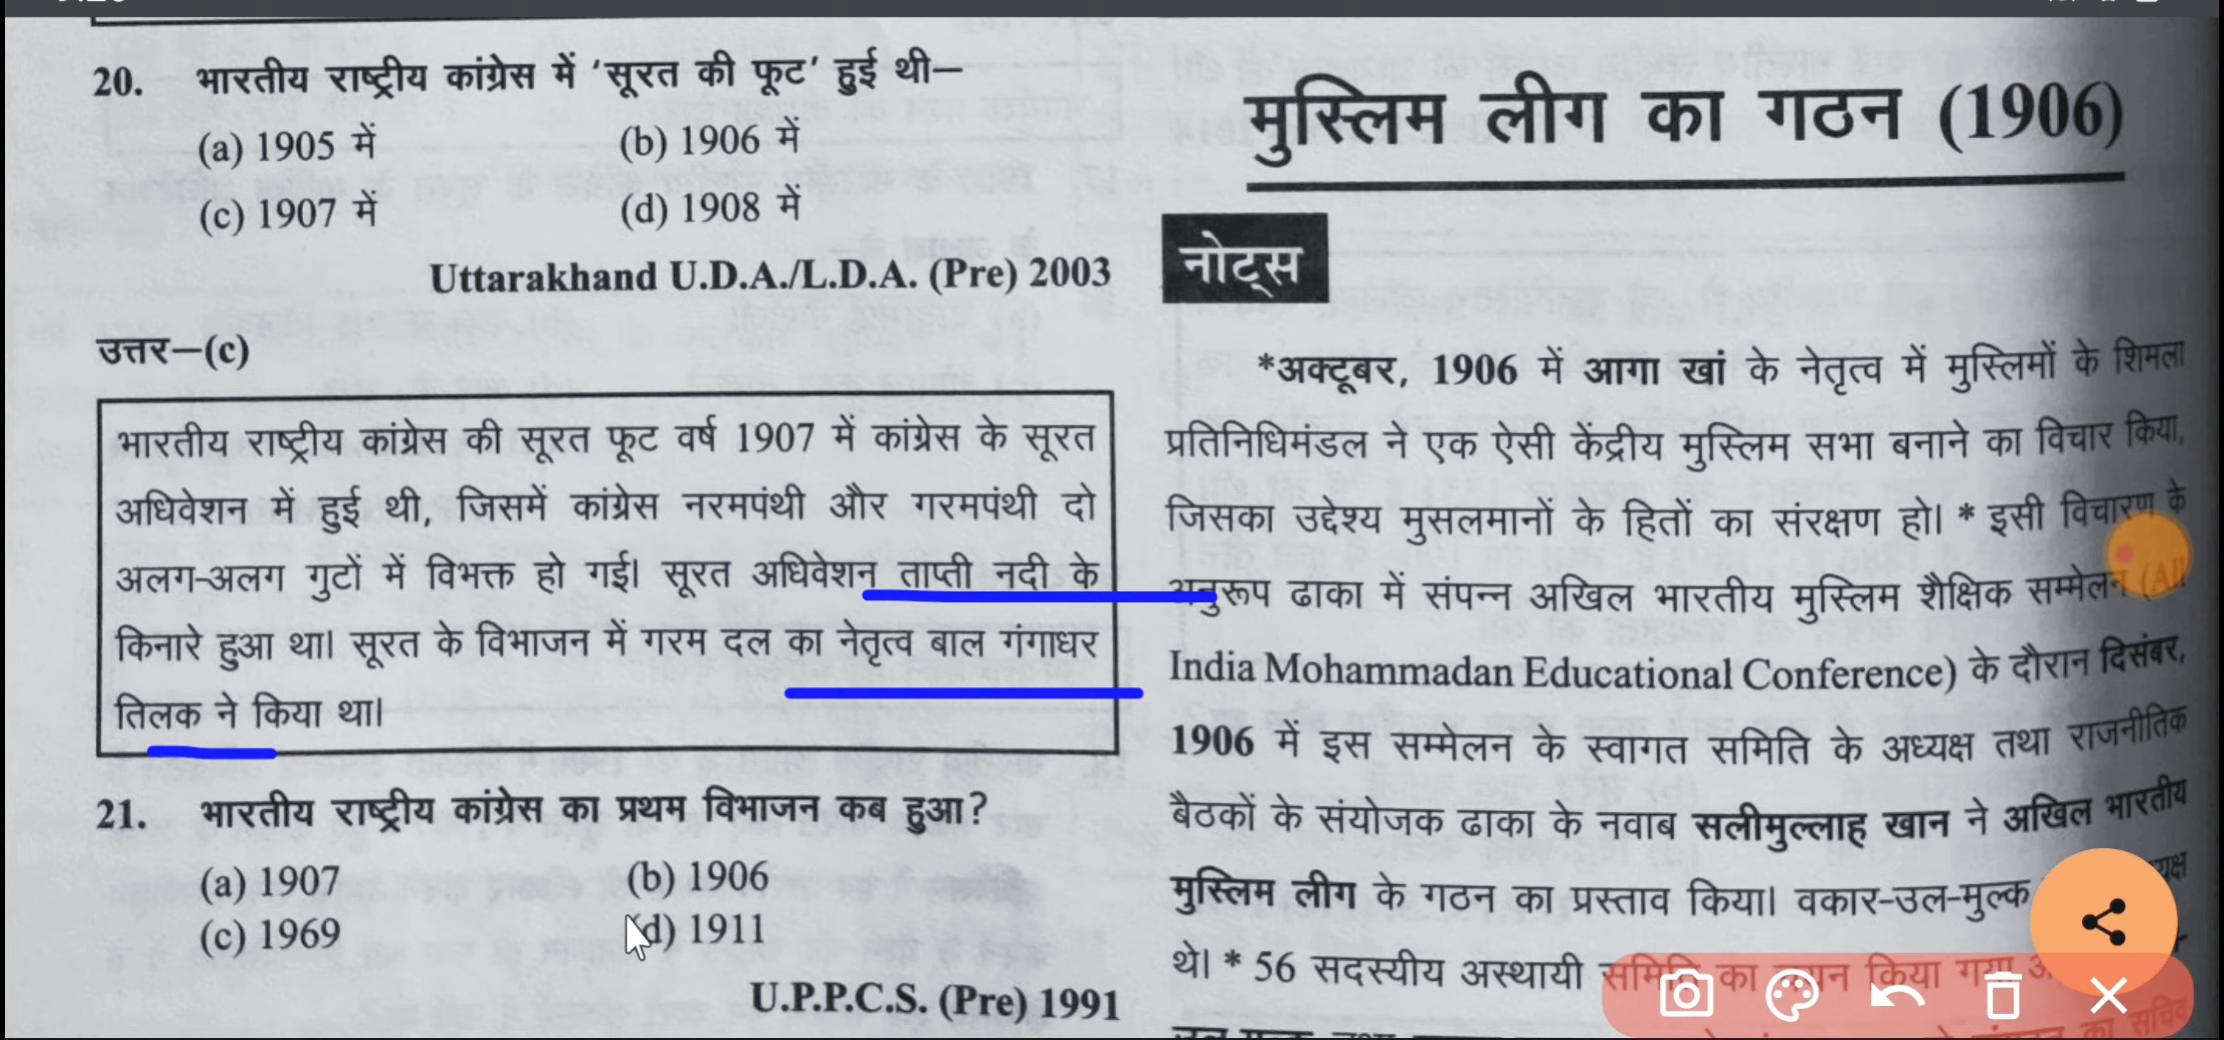 20. भारतीय राष्ट्रीय कांग्रेस में 'सूरत की फूट' हुई थी–
(a) 1905 में (b) 1906 में
(c) 1907 में (d) 1908 में
Uttarakhand U.D.A./L.D.A. (Pre) 2003
उत्तर–(c)
भारतीय राष्ट्रीय कांग्रेस की सूरत फूट वर्ष 1907 में कांग्रेस के सूरत
अधिवेशन में हुई थी, जिसमें कांग्रेस नरमपंथी और गरमपंथी दो
अलग-अलग गुटों में विभक्त हो गई। सूरत अधिवेशन ताप्ती नदी के
किनारे हुआ था। सूरत के विभाजन में गरम दल का नेतृत्व बाल गंगाधर
तिलक ने किया था।
21. भारतीय राष्ट्रीय कांग्रेस का प्रथम विभाजन कब हुआ?
(a) 1907 (b) 1906
(c) 1969 (d) 1911
U.P.P.C.S. (Pre) 1991
मुस्लिम लीग का गठन (1906)
नोट्स
*अक्टूबर, 1906 में आगा खां के नेतृत्व में मुस्लिमों के शिमला
प्रतिनिधिमंडल ने एक ऐसी केंद्रीय मुस्लिम सभा बनाने का विचार किया,
जिसका उद्देश्य मुसलमानों के हितों का संरक्षण हो। * इसी विचारण के
अनुरूप ढाका में संपन्न अखिल भारतीय मुस्लिम शैक्षिक सम्मेलन (All
India Mohammadan Educational Conference) के दौरान दिसंबर,
1906 में इस सम्मेलन के स्वागत समिति के अध्यक्ष तथा राजनीतिक
बैठकों के संयोजक ढाका के नवाब सलीमुल्लाह खान ने अखिल भारतीय
मुस्लिम लीग के गठन का प्रस्ताव किया। वकार-उल-मुल्क
थे। * 56 सदस्यीय अस्थायी समिति का चयन किया गया
का सचिव